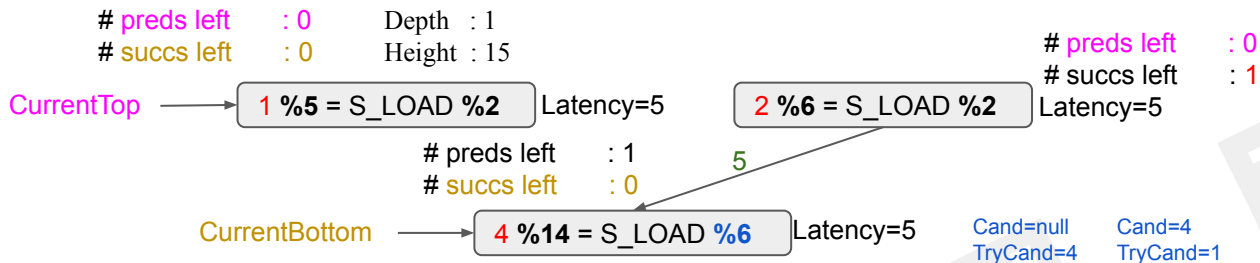 # preds left : 0 Depth : 1
# succs left : 0 Height : 15
# preds left : 0
# succs left : 1
CurrentTop 1 %5 = S_LOAD %2 Latency=5 2 %6 = S_LOAD %2 Latency=5
# preds left : 1 5
# succs left : 0
CurrentBottom 4 %14 = S_LOAD %6 Latency=5
Cand=null Cand=4
TryCand=4 TryCand=1